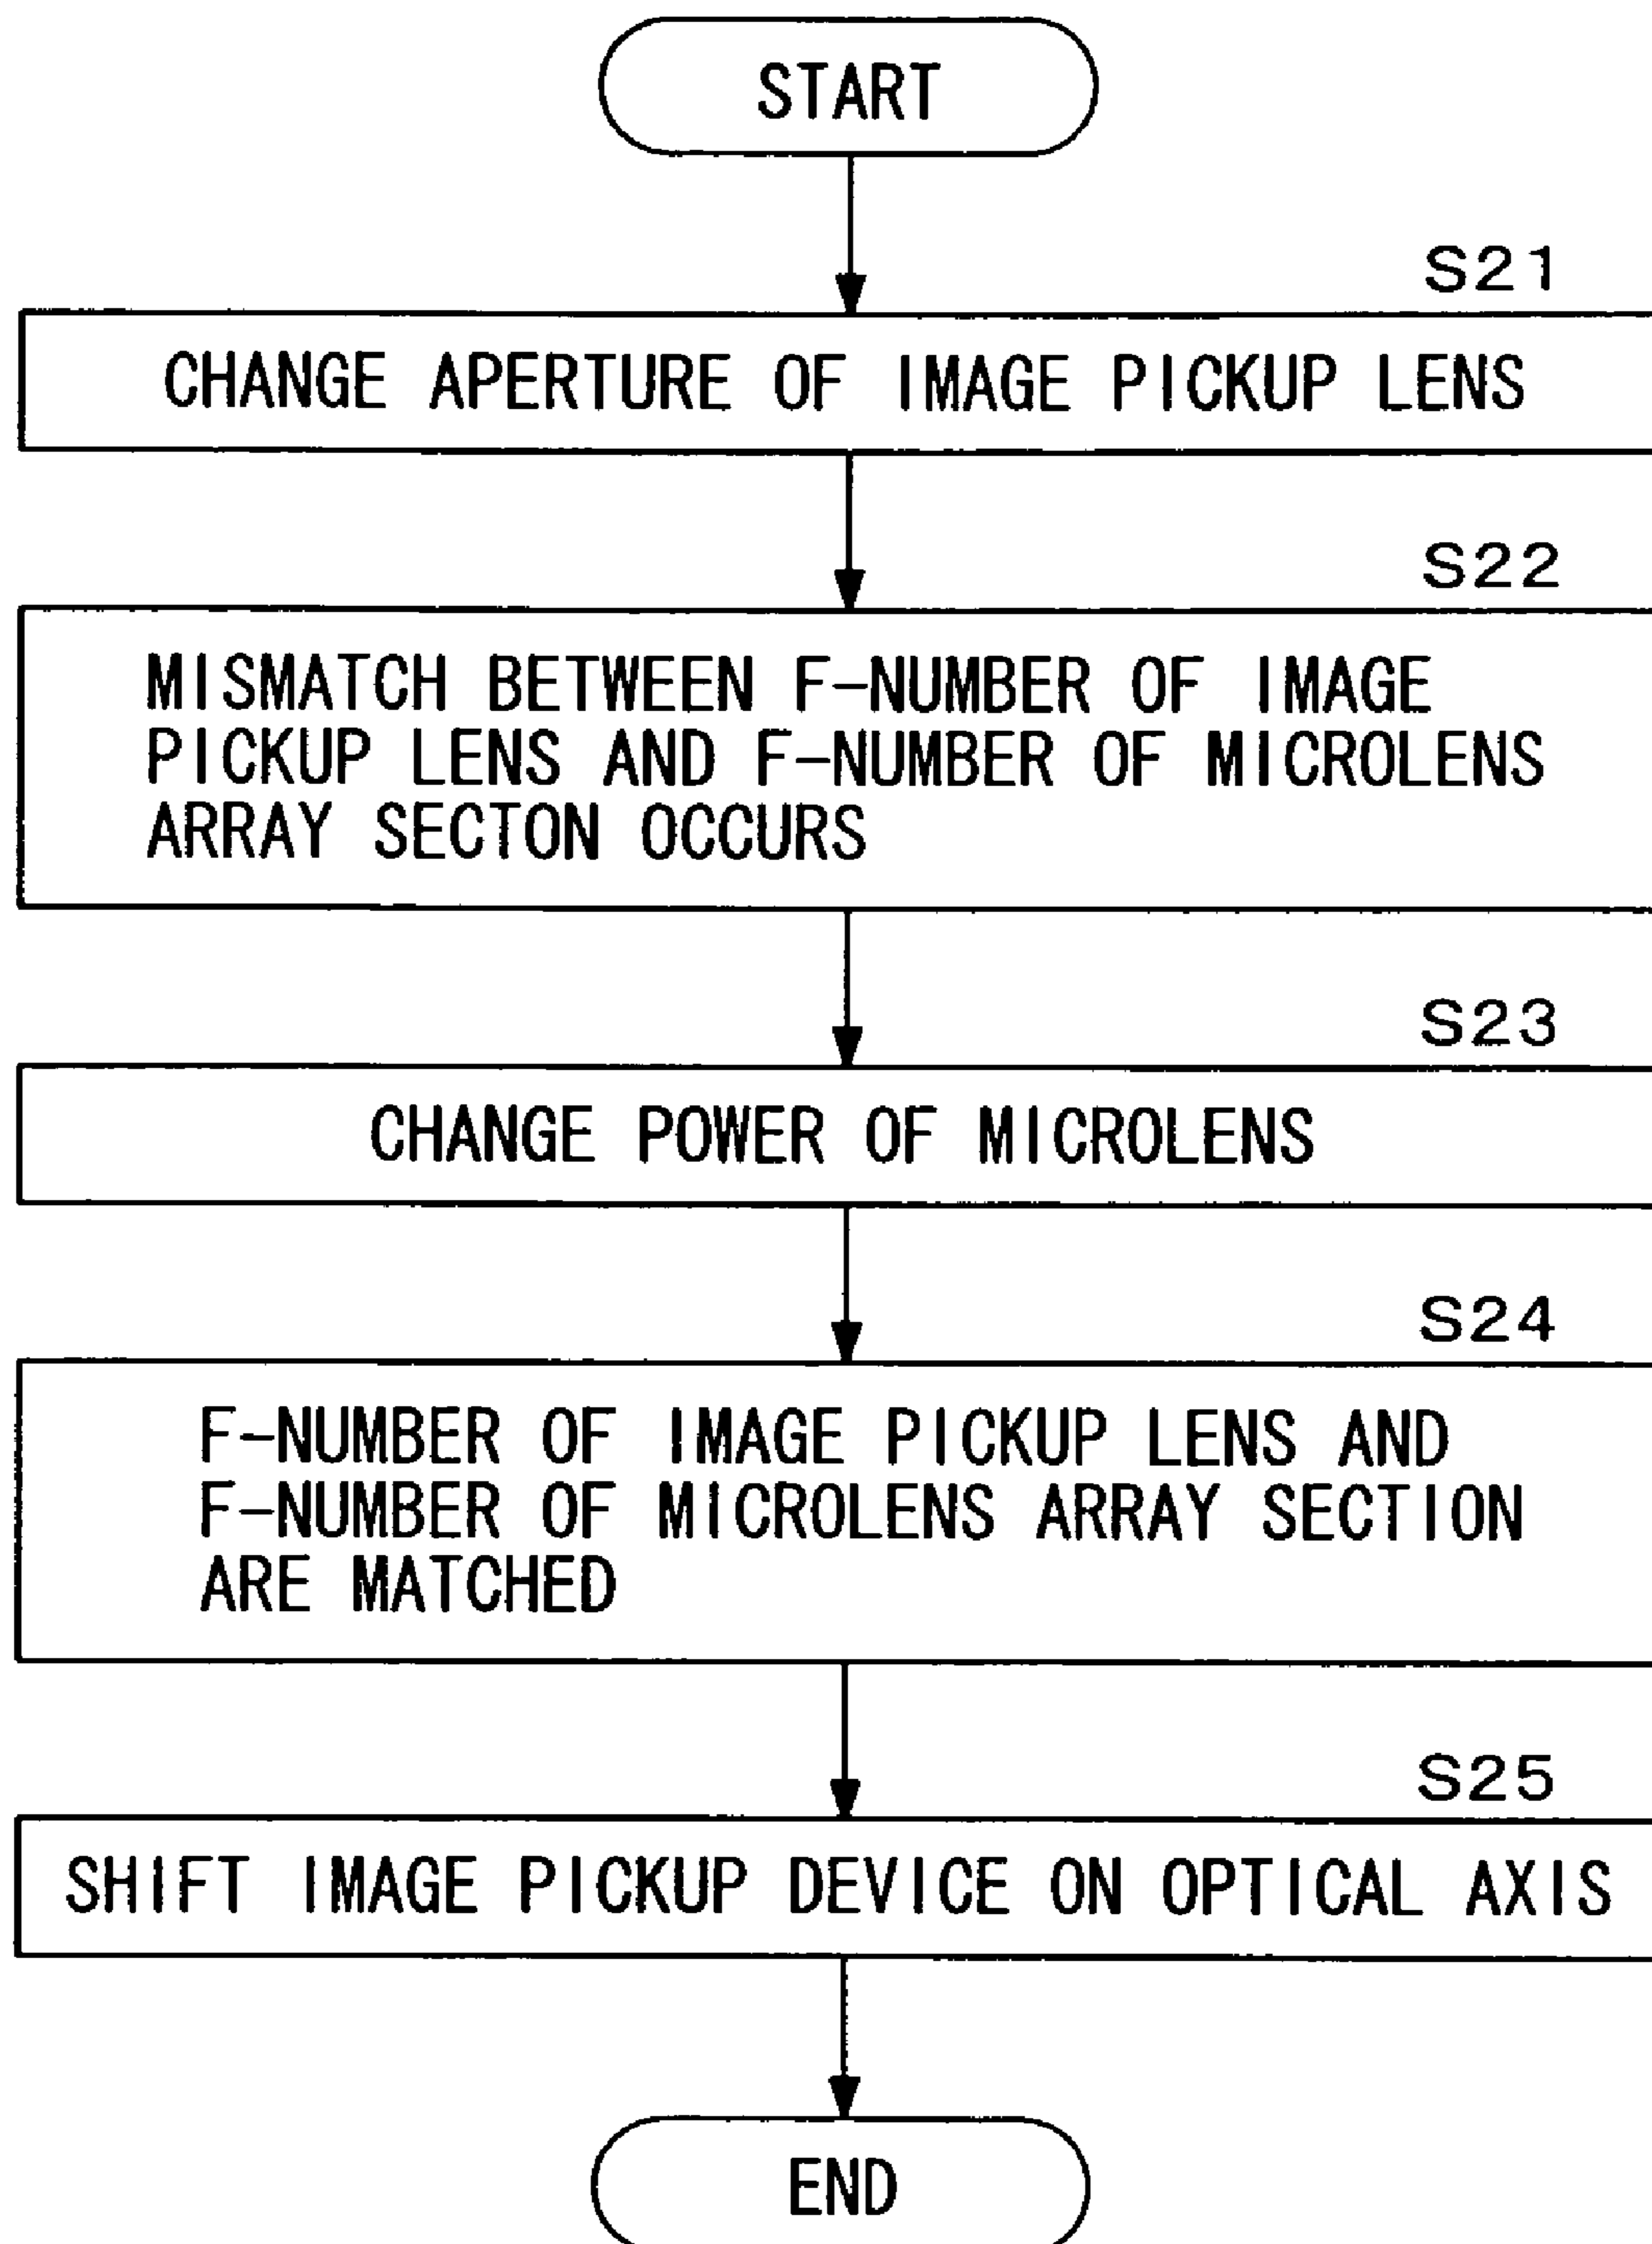 START
S21
CHANGE APERTURE OF IMAGE PICKUP LENS
S22
MISMATCH BETWEEN F-NUMBER OF IMAGE
PICKUP LENS AND F-NUMBER OF MICROLENS
ARRAY SECTON OCCURS
S23
CHANGE POWER OF MICROLENS
S24
F-NUMBER OF IMAGE PICKUP LENS AND
F-NUMBER OF MICROLENS ARRAY SECTION
ARE MATCHED
S25
SHIFT IMAGE PICKUP DEVICE ON OPTICAL AXIS
END